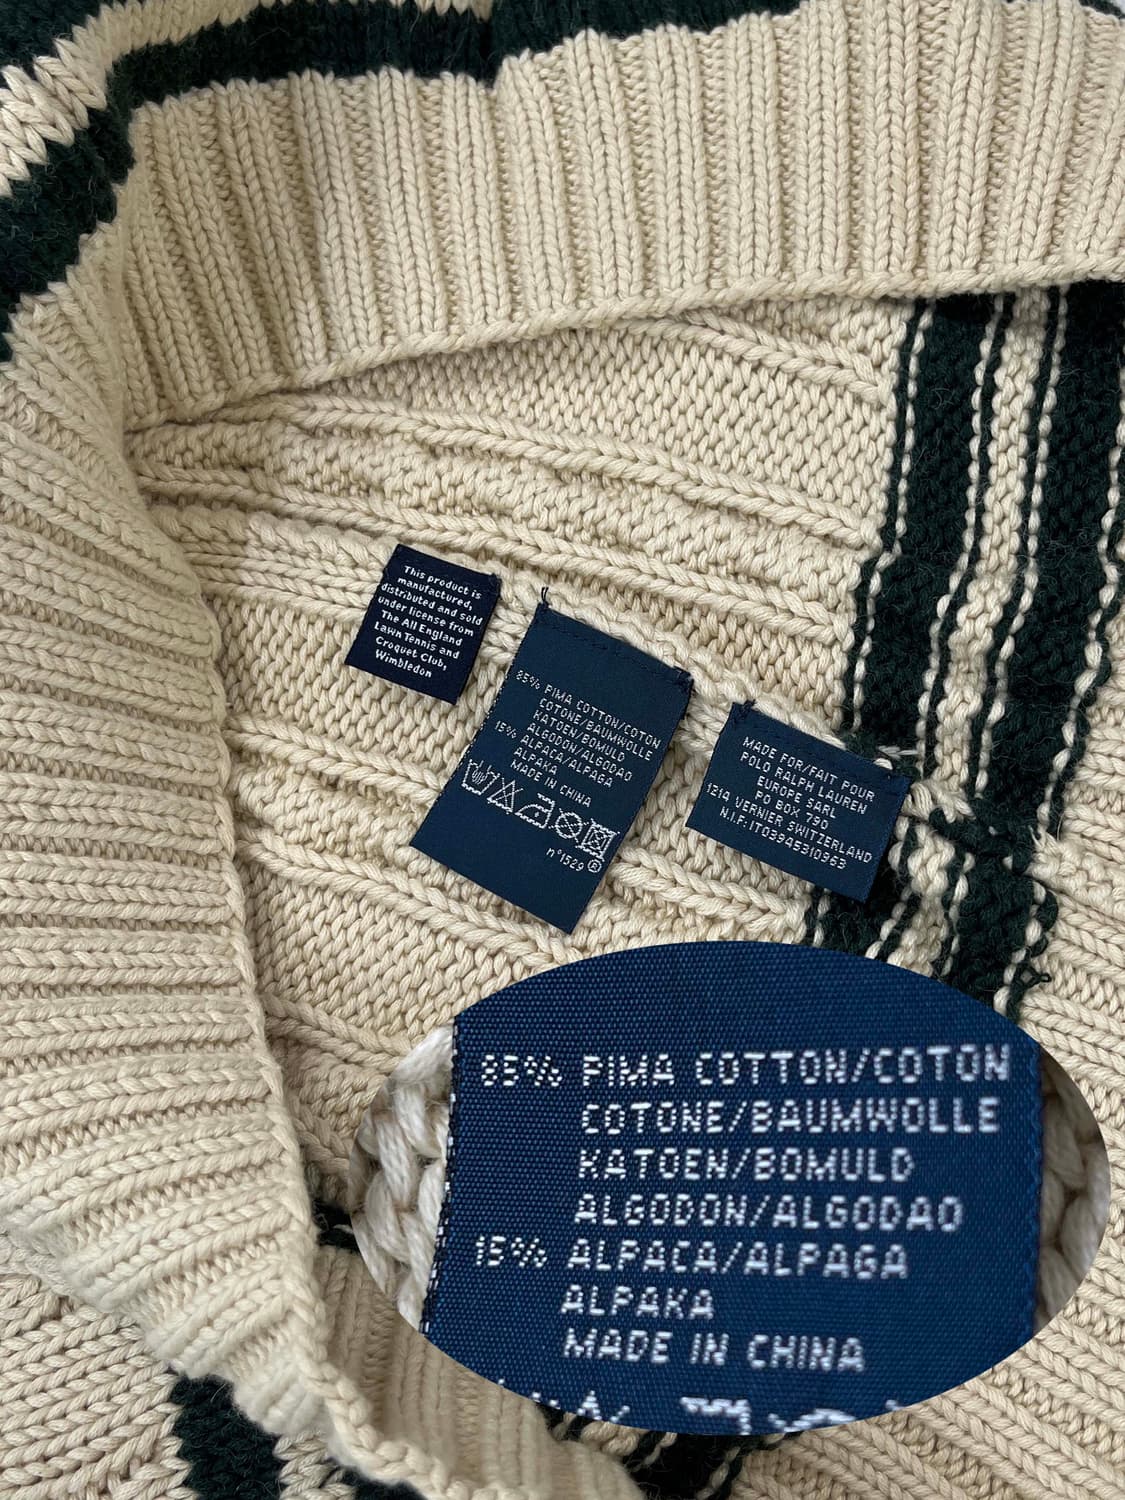 This product is
manufactured,
distributed and sold
under license from
The All England
Lawn Tennis and
Croquet Club,
Wimbledon
85% PIMA COTTON/COTON
COTONE/BAUMWOLLE
KATOEN/BOMULD
ALGODON/ALGODAO
15% ALPACA/ALPAGA
ALPAKA
MADE IN CHINA
n°1529 ®
MADE FOR/FAIT POUR
POLO RALPH LAUREN
EUROPE SARL
PO BOX 790
1214 VERNIER SWITZERLAND
N.I.F:IT03945310963
85% PIMA COTTON/COTON
COTONE/BAUMWOLLE
KATOEN/BOMULD
ALGODON/ALGODAO
15% ALPACA/ALPAGA
ALPAKA
MADE IN CHINA